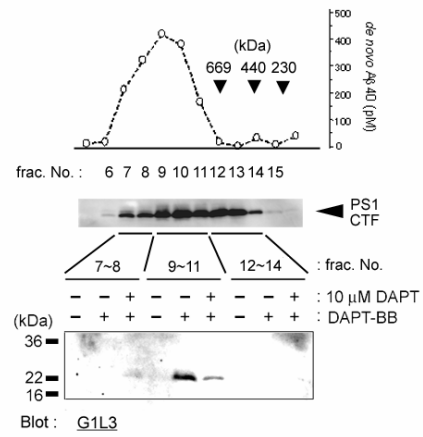 500
400
300
200
100
0
de novo Aβ 40 (pM)
(kDa)
669 440 230
frac. No. : 6 7 8 9 10 11 12 13 14 15
PS1
CTF
7~8 9~11 12~14 : frac. No.
− − + − − + − − + : 10 μM DAPT
− + + − + + − + + : DAPT-BB
(kDa)
36
22
16
Blot : G1L3